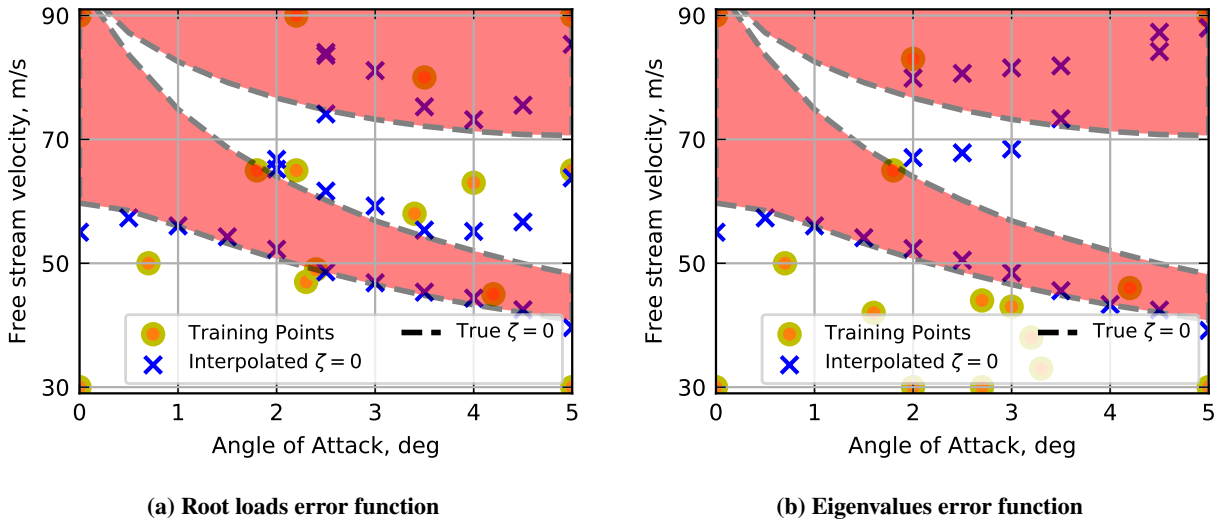 90
70
50
30
0 1 2 3 4 5
Free stream velocity, m/s
Angle of Attack, deg
Training Points
Interpolated ζ = 0
True ζ = 0
(a) Root loads error function
90
70
50
30
0 1 2 3 4 5
Free stream velocity, m/s
Angle of Attack, deg
Training Points
Interpolated ζ = 0
True ζ = 0
(b) Eigenvalues error function